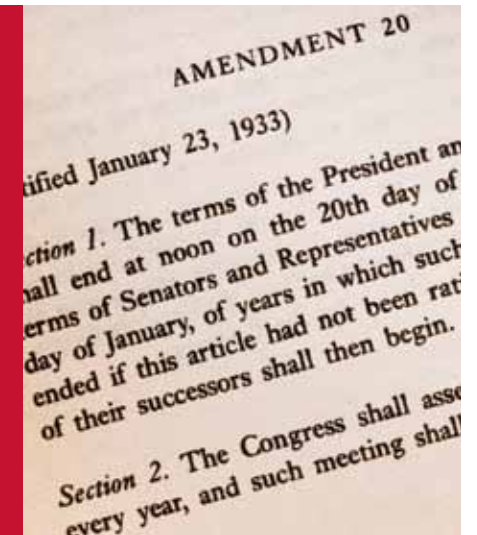 AMENDMENT 20
tified January 23, 1933)
ction 1. The terms of the President an
hall end at noon on the 20th day of
erms of Senators and Representatives
day of January, of years in which such
ended if this article had not been rati
of their successors shall then begin.
Section 2. The Congress shall asse
every year, and such meeting shall